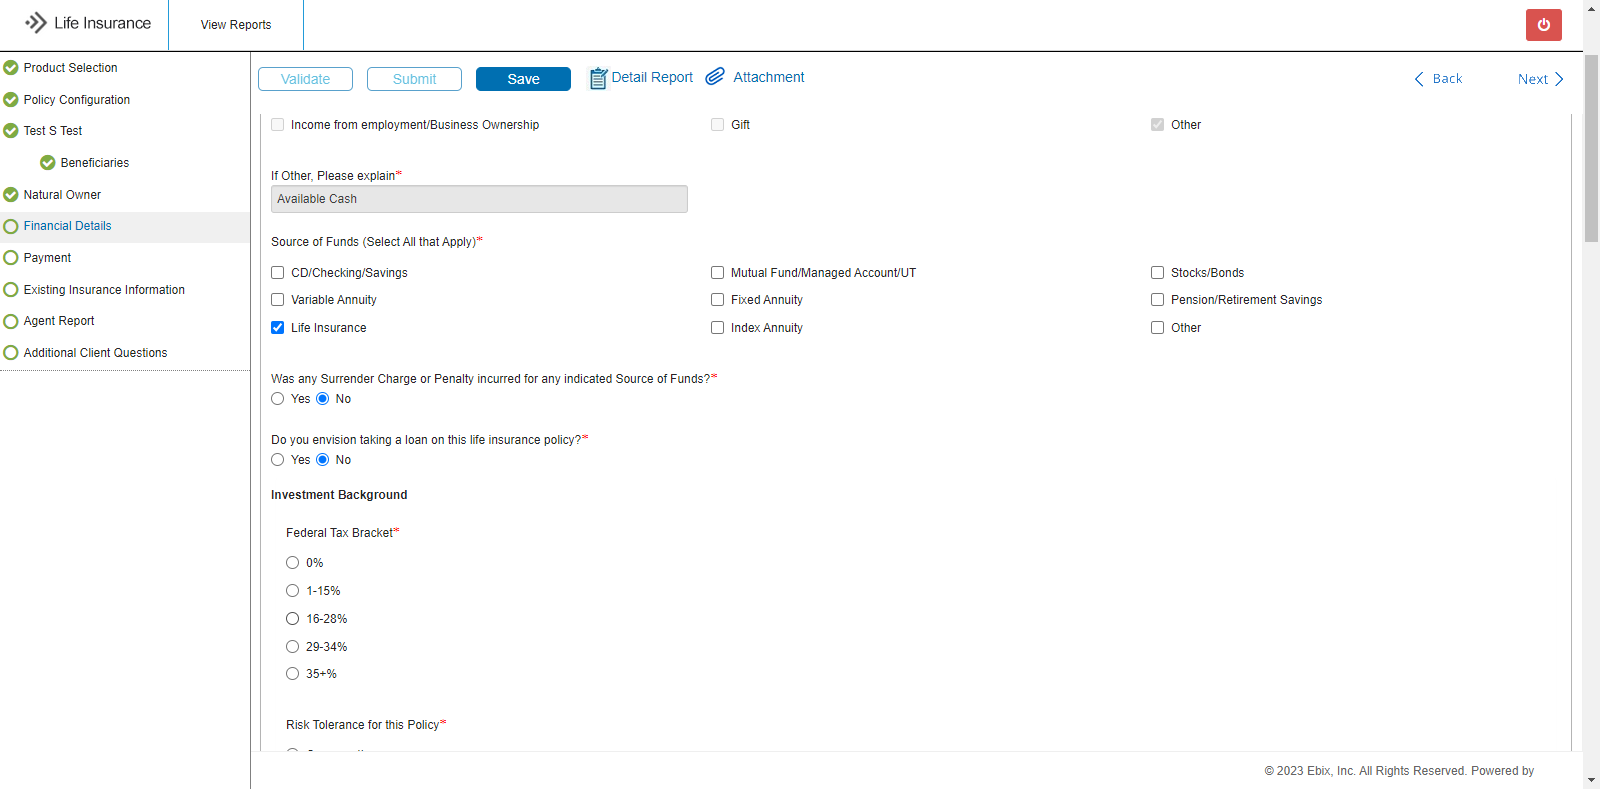 Life Insurance
View Reports
Product Selection
Policy Configuration
Test S Test
Beneficiaries
Natural Owner
Financial Details
Payment
Existing Insurance Information
Agent Report
Additional Client Questions
Validate Submit Save Detail Report Attachment Back Next
Income from employment/Business Ownership Gift Other
If Other, Please explain*
Available Cash
Source of Funds (Select All that Apply)*
CD/Checking/Savings Mutual Fund/Managed Account/UT Stocks/Bonds
Variable Annuity Fixed Annuity Pension/Retirement Savings
Life Insurance Index Annuity Other
Was any Surrender Charge or Penalty incurred for any indicated Source of Funds?*
Yes No
Do you envision taking a loan on this life insurance policy?*
Yes No
Investment Background
Federal Tax Bracket*
0%
1-15%
16-28%
29-34%
35+%
Risk Tolerance for this Policy*
© 2023 Ebix, Inc. All Rights Reserved. Powered by